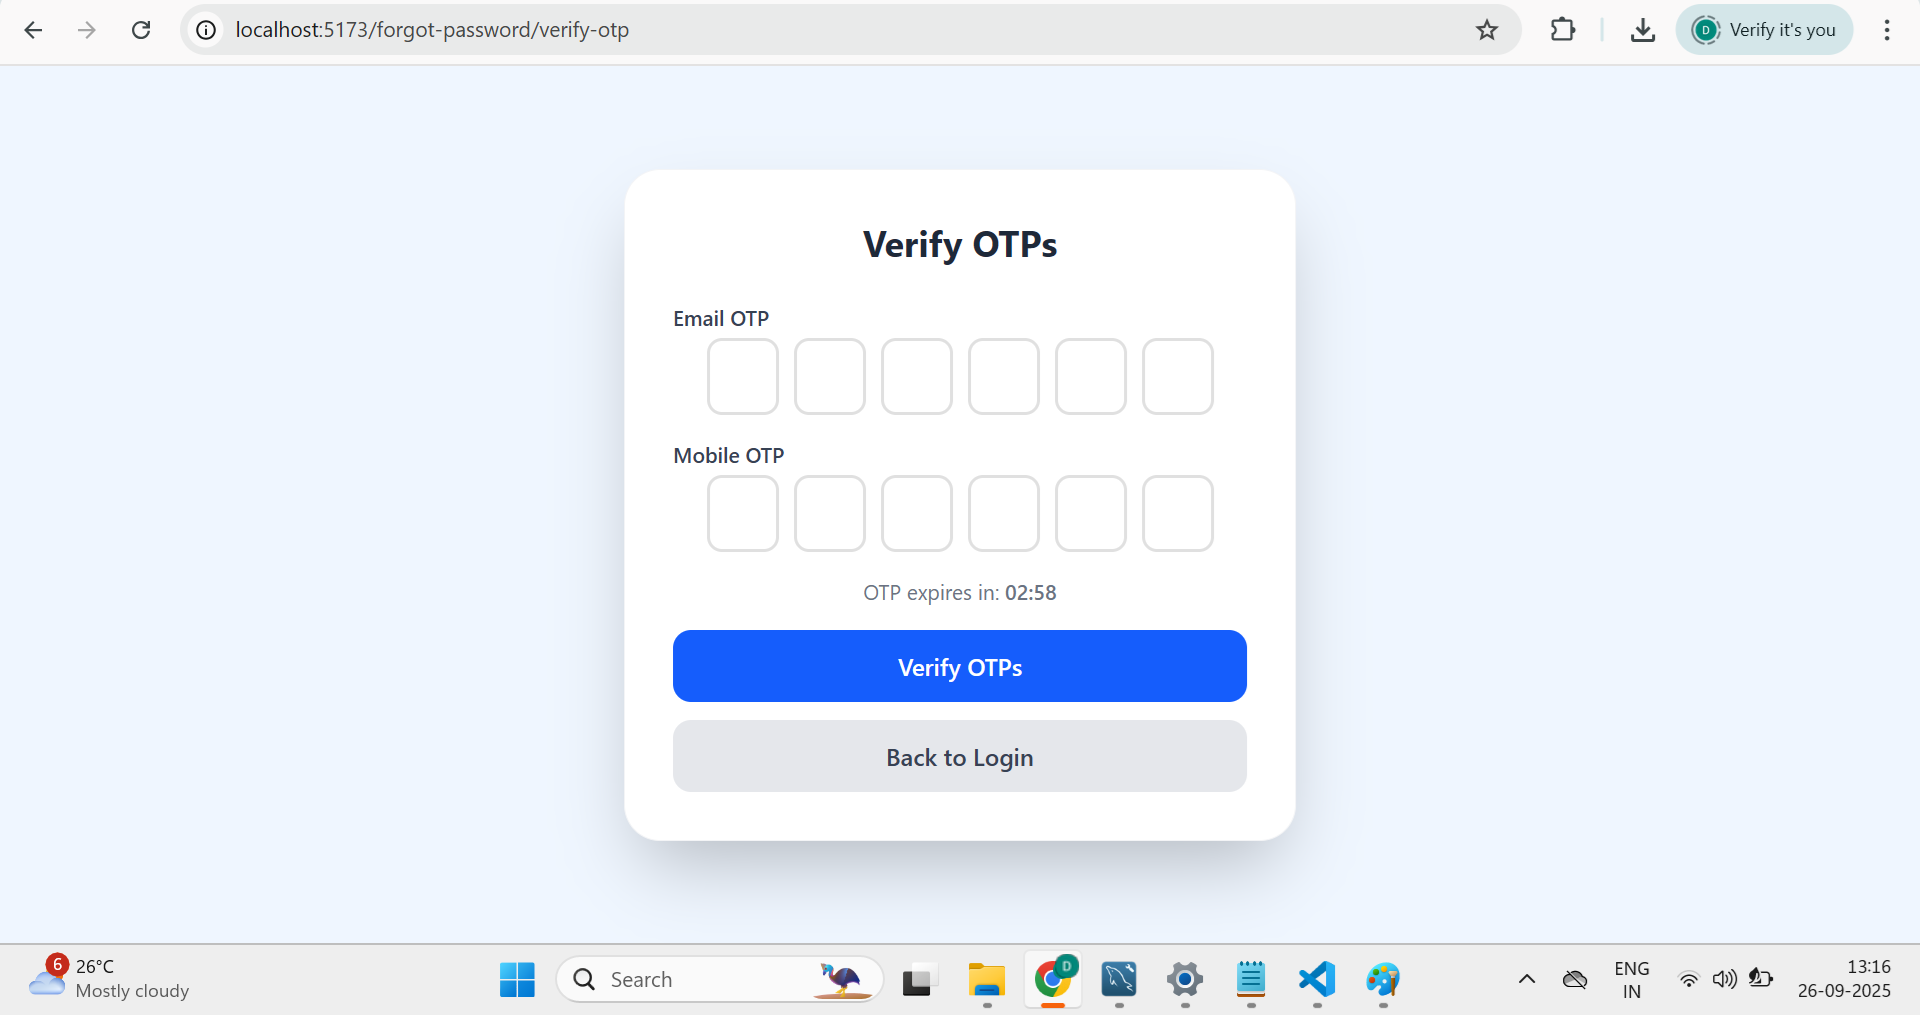 localhost:5173/forgot-password/verify-otp
D
Verify it's you
Verify OTPs
Email OTP
Mobile OTP
OTP expires in: 02:58
Verify OTPs
Back to Login
6
26°C
Mostly cloudy
Search
D
ENG
IN
13:16
26-09-2025